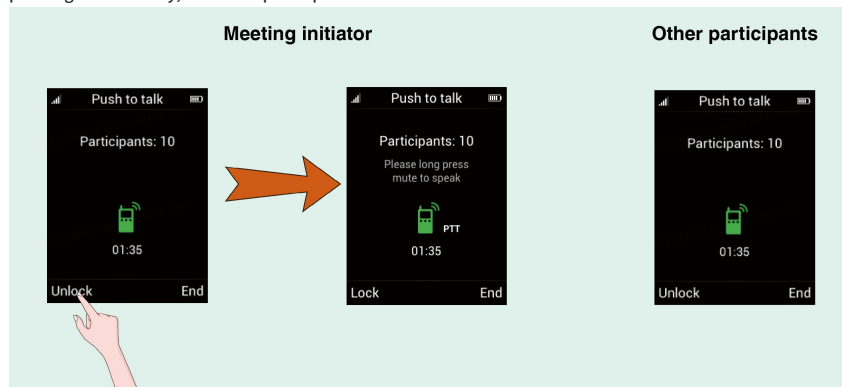 Meeting initiator
Other participants
Push to talk
Participants: 10
01:35
Unlock
End
Push to talk
Participants: 10
Please long press
mute to speak
PTT
01:35
Lock
End
Push to talk
Participants: 10
01:35
Unlock
End